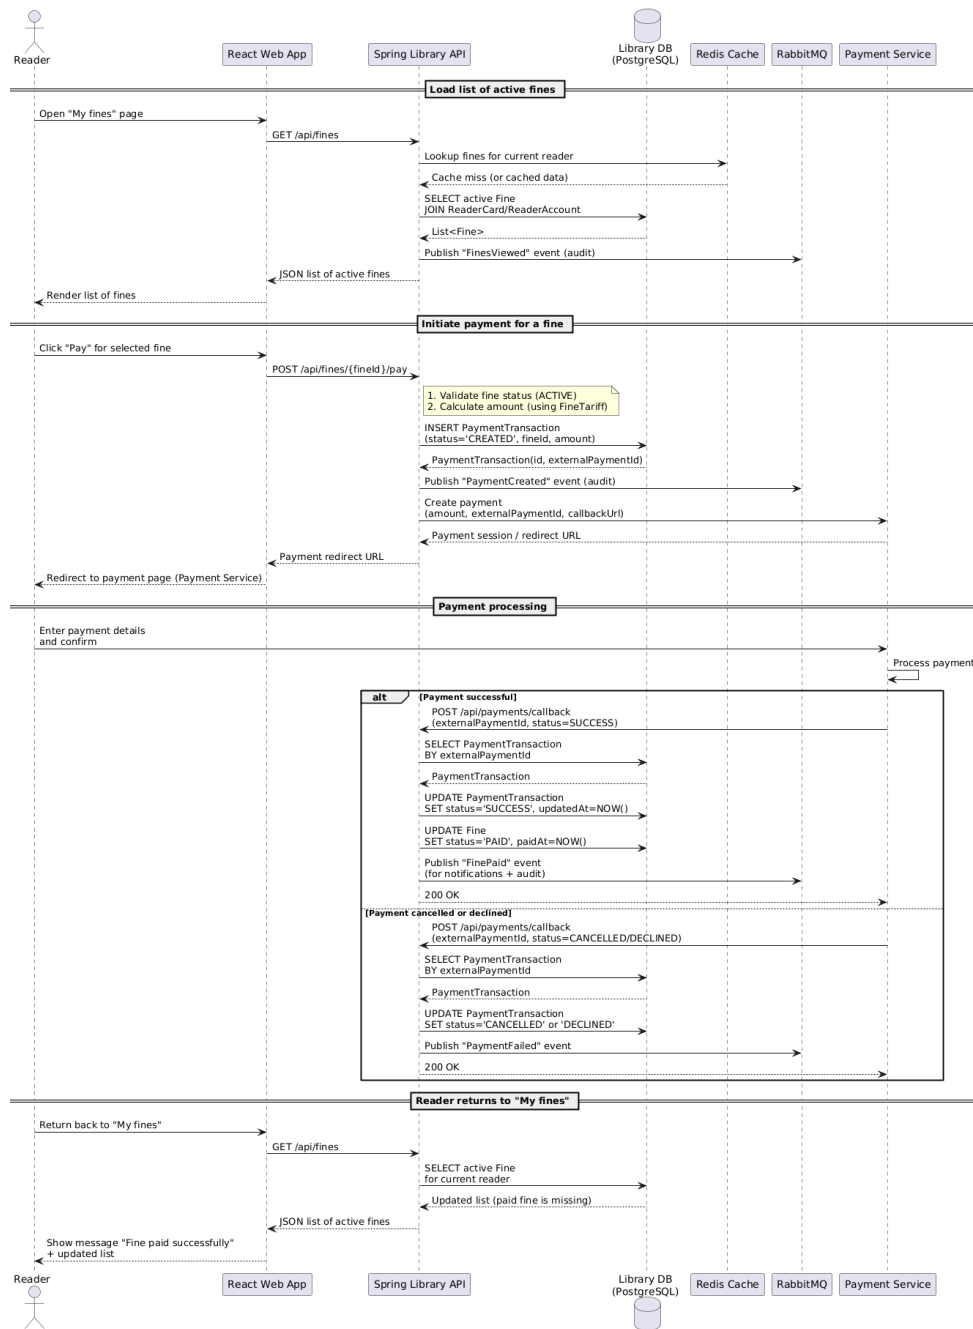 Reader
React Web App
Spring Library API
Library DB
(PostgreSQL)
Redis Cache
RabbitMQ
Payment Service
Load list of active fines
Open "My fines" page
GET /api/fines
Lookup fines for current reader
Cache miss (or cached data)
SELECT active Fine
JOIN ReaderCard/ReaderAccount
List<Fine>
Publish "FinesViewed" event (audit)
JSON list of active fines
Render list of fines
Initiate payment for a fine
Click "Pay" for selected fine
POST /api/fines/{fineId}/pay
1. Validate fine status (ACTIVE)
2. Calculate amount (using FineTariff)
INSERT PaymentTransaction
(status='CREATED', fineId, amount)
PaymentTransaction(id, externalPaymentId)
Publish "PaymentCreated" event (audit)
Create payment
(amount, externalPaymentId, callbackUrl)
Payment session / redirect URL
Payment redirect URL
Redirect to payment page (Payment Service)
Payment processing
Enter payment details
and confirm
Process payment
alt
[Payment successful]
POST /api/payments/callback
(externalPaymentId, status=SUCCESS)
SELECT PaymentTransaction
BY externalPaymentId
PaymentTransaction
UPDATE PaymentTransaction
SET status='SUCCESS', updatedAt=NOW()
UPDATE Fine
SET status='PAID', paidAt=NOW()
Publish "FinePaid" event
(for notifications + audit)
200 OK
[Payment cancelled or declined]
POST /api/payments/callback
(externalPaymentId, status=CANCELLED/DECLINED)
SELECT PaymentTransaction
BY externalPaymentId
PaymentTransaction
UPDATE PaymentTransaction
SET status='CANCELLED' or 'DECLINED'
Publish "PaymentFailed" event
200 OK
Reader returns to "My fines"
Return back to "My fines"
GET /api/fines
SELECT active Fine
for current reader
Updated list (paid fine is missing)
JSON list of active fines
Show message "Fine paid successfully"
+ updated list
Reader
React Web App
Spring Library API
Library DB
(PostgreSQL)
Redis Cache
RabbitMQ
Payment Service